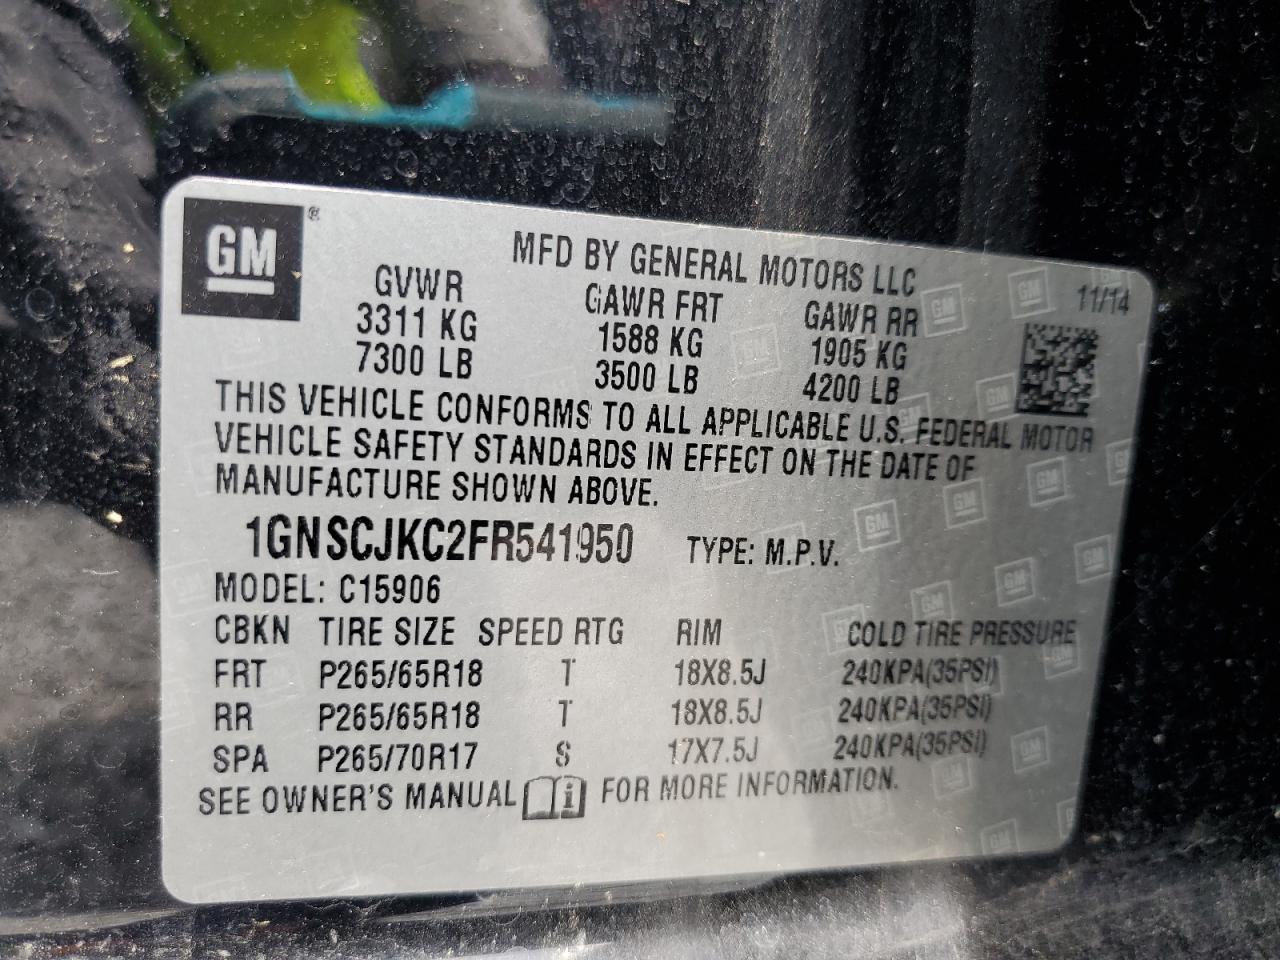 GM ®
MFD BY GENERAL MOTORS LLC
11/14
GVWR GAWR FRT GAWR RR
3311 KG 1588 KG 1905 KG
7300 LB 3500 LB 4200 LB
THIS VEHICLE CONFORMS TO ALL APPLICABLE U.S. FEDERAL MOTOR
VEHICLE SAFETY STANDARDS IN EFFECT ON THE DATE OF
MANUFACTURE SHOWN ABOVE.
1GNSCJKC2FR541950 TYPE: M.P.V.
MODEL: C15906
CBKN TIRE SIZE SPEED RTG RIM COLD TIRE PRESSURE
FRT P265/65R18 T 18X8.5J 240KPA(35PSI)
RR P265/65R18 T 18X8.5J 240KPA(35PSI)
SPA P265/70R17 S 17X7.5J 240KPA(35PSI)
SEE OWNER'S MANUAL i FOR MORE INFORMATION.